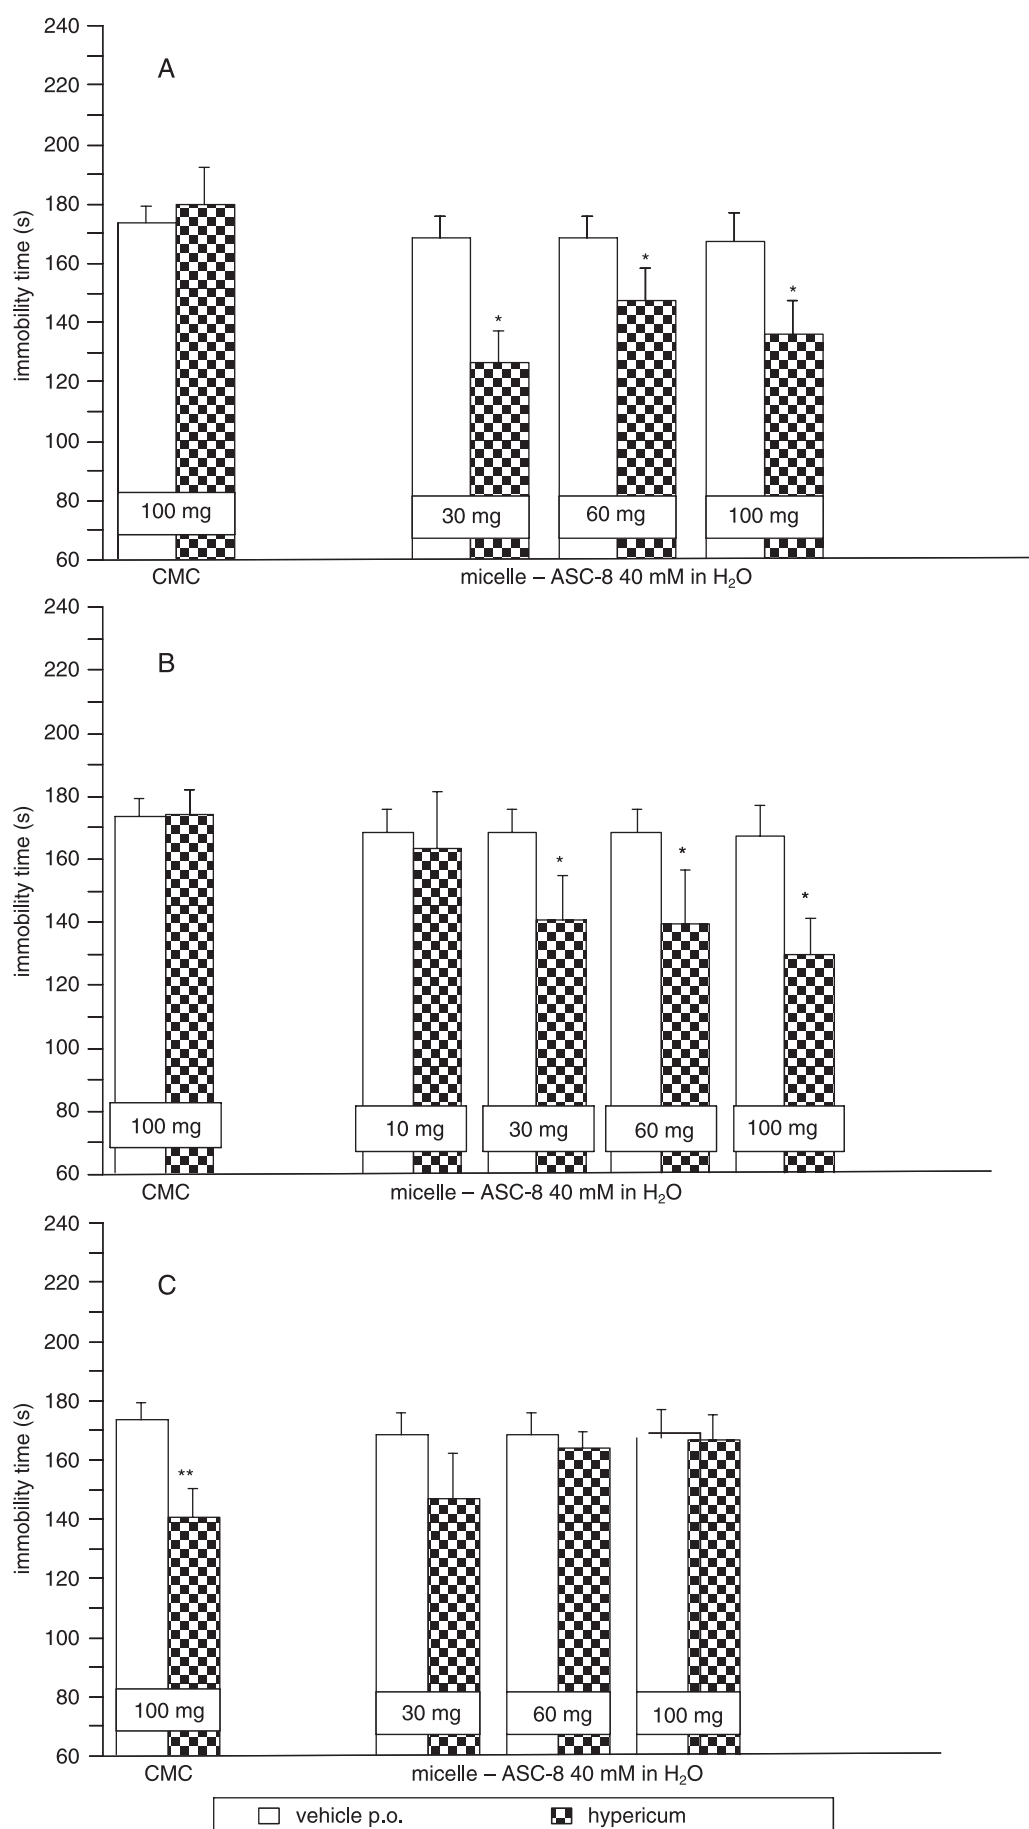 240
220
200
180
160
140
120
100
80
60
immobility time (s)
A
*
*
*
100 mg
30 mg
60 mg
100 mg
CMC
micelle – ASC-8 40 mM in H₂O
240
220
200
180
160
140
120
100
80
60
immobility time (s)
B
*
*
*
100 mg
10 mg
30 mg
60 mg
100 mg
CMC
micelle – ASC-8 40 mM in H₂O
240
220
200
180
160
140
120
100
80
60
immobility time (s)
C
**
100 mg
30 mg
60 mg
100 mg
CMC
micelle – ASC-8 40 mM in H₂O
vehicle p.o.
hypericum